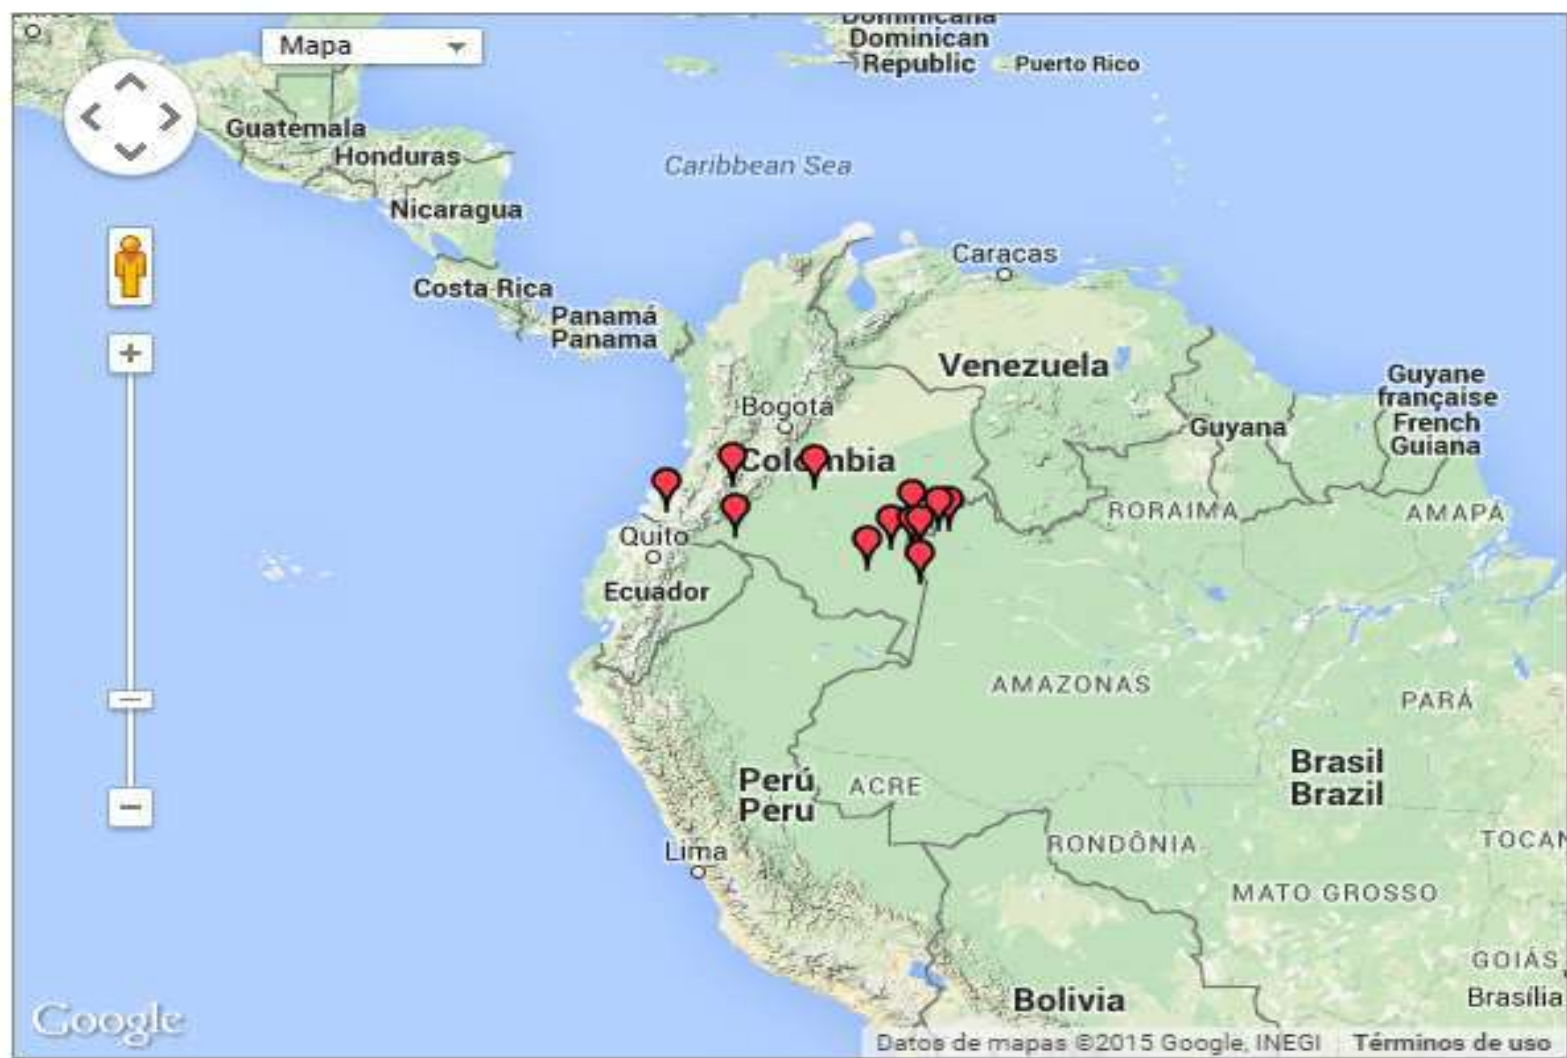 Dominicana
Dominican
Republic
Puerto Rico
Mapa
Guatemala
Honduras
Caribbean Sea
Nicaragua
Caracas
Costa Rica
Panamá
Panama
Venezuela
Guyane
française
French
Guiana
Bogotá
Guyana
Colombia
RORAIMA
AMAPÁ
Quito
Ecuador
AMAZONAS
PARÁ
Perú
Peru
ACRE
Brasil
Brazil
Lima
RONDÔNIA
TOCAN
MATO GROSSO
GOIÁS
Brasília
Bolivia
Google
Datos de mapas ©2015 Google, INEGI
Términos de uso